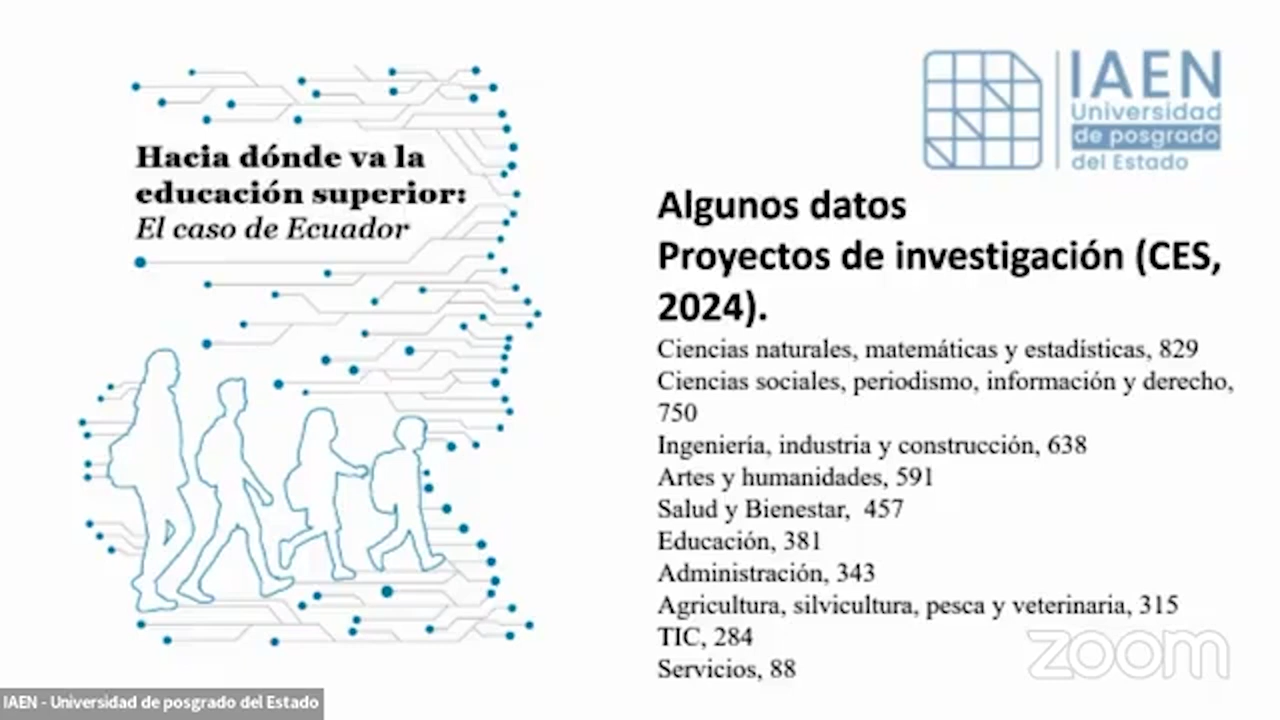 Hacia dónde va la
educación superior:
El caso de Ecuador
IAEN
Universidad
de posgrado
del Estado
Algunos datos
Proyectos de investigación (CES,
2024).
Ciencias naturales, matemáticas y estadísticas, 829
Ciencias sociales, periodismo, información y derecho,
750
Ingeniería, industria y construcción, 638
Artes y humanidades, 591
Salud y Bienestar, 457
Educación, 381
Administración, 343
Agricultura, silvicultura, pesca y veterinaria, 315
TIC, 284
Servicios, 88
zoom
IAEN - Universidad de posgrado del Estado